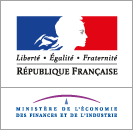 Liberté • Égalité • Fraternité
RÉPUBLIQUE FRANÇAISE
MINISTÈRE DE L'ÉCONOMIE
DES FINANCES ET DE L'INDUSTRIE